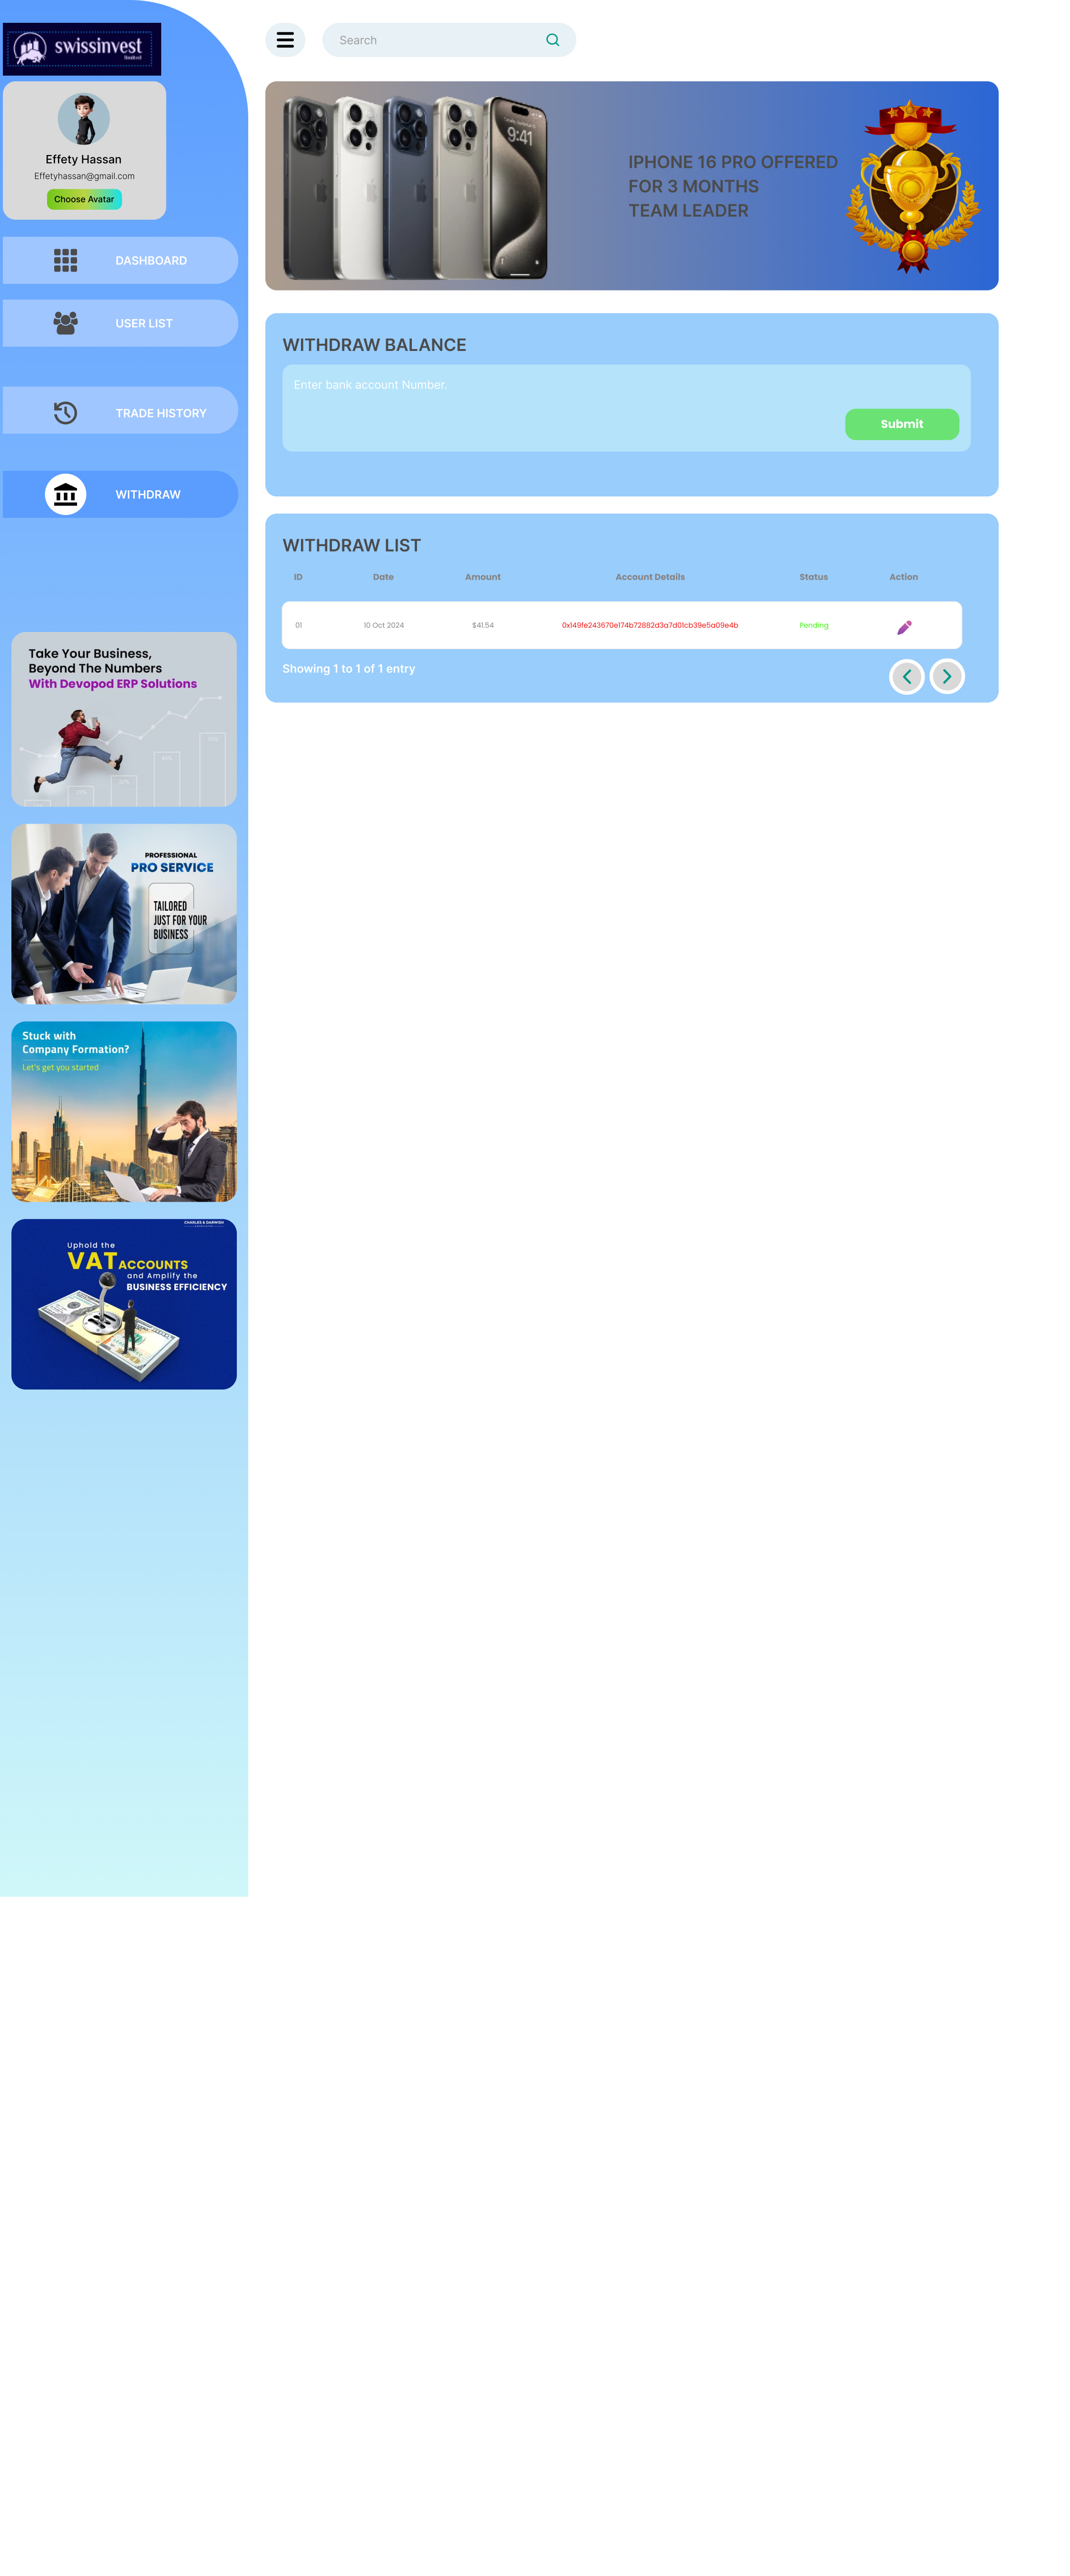 swissinvest
limited
Effety Hassan
Effetyhassan@gmail.com
Choose Avatar
DASHBOARD
USER LIST
TRADE HISTORY
WITHDRAW
Take Your Business,
Beyond The Numbers
With Devopod ERP Solutions
PROFESSIONAL
PRO SERVICE
TAILORED
JUST FOR YOUR
BUSINESS
Stuck with
Company Formation?
Let's get you started
CHARLES & DARWISH
Uphold the
VAT ACCOUNTS
and Amplify the
BUSINESS EFFICIENCY
Search
9:41
IPHONE 16 PRO OFFERED
FOR 3 MONTHS
TEAM LEADER
WITHDRAW BALANCE
Enter bank account Number.
Submit
WITHDRAW LIST
ID Date Amount Account Details Status Action
01 10 Oct 2024 $41.54 0x149fe243670e174b72882d3a7d01cb39e5a09e4b Pending
Showing 1 to 1 of 1 entry